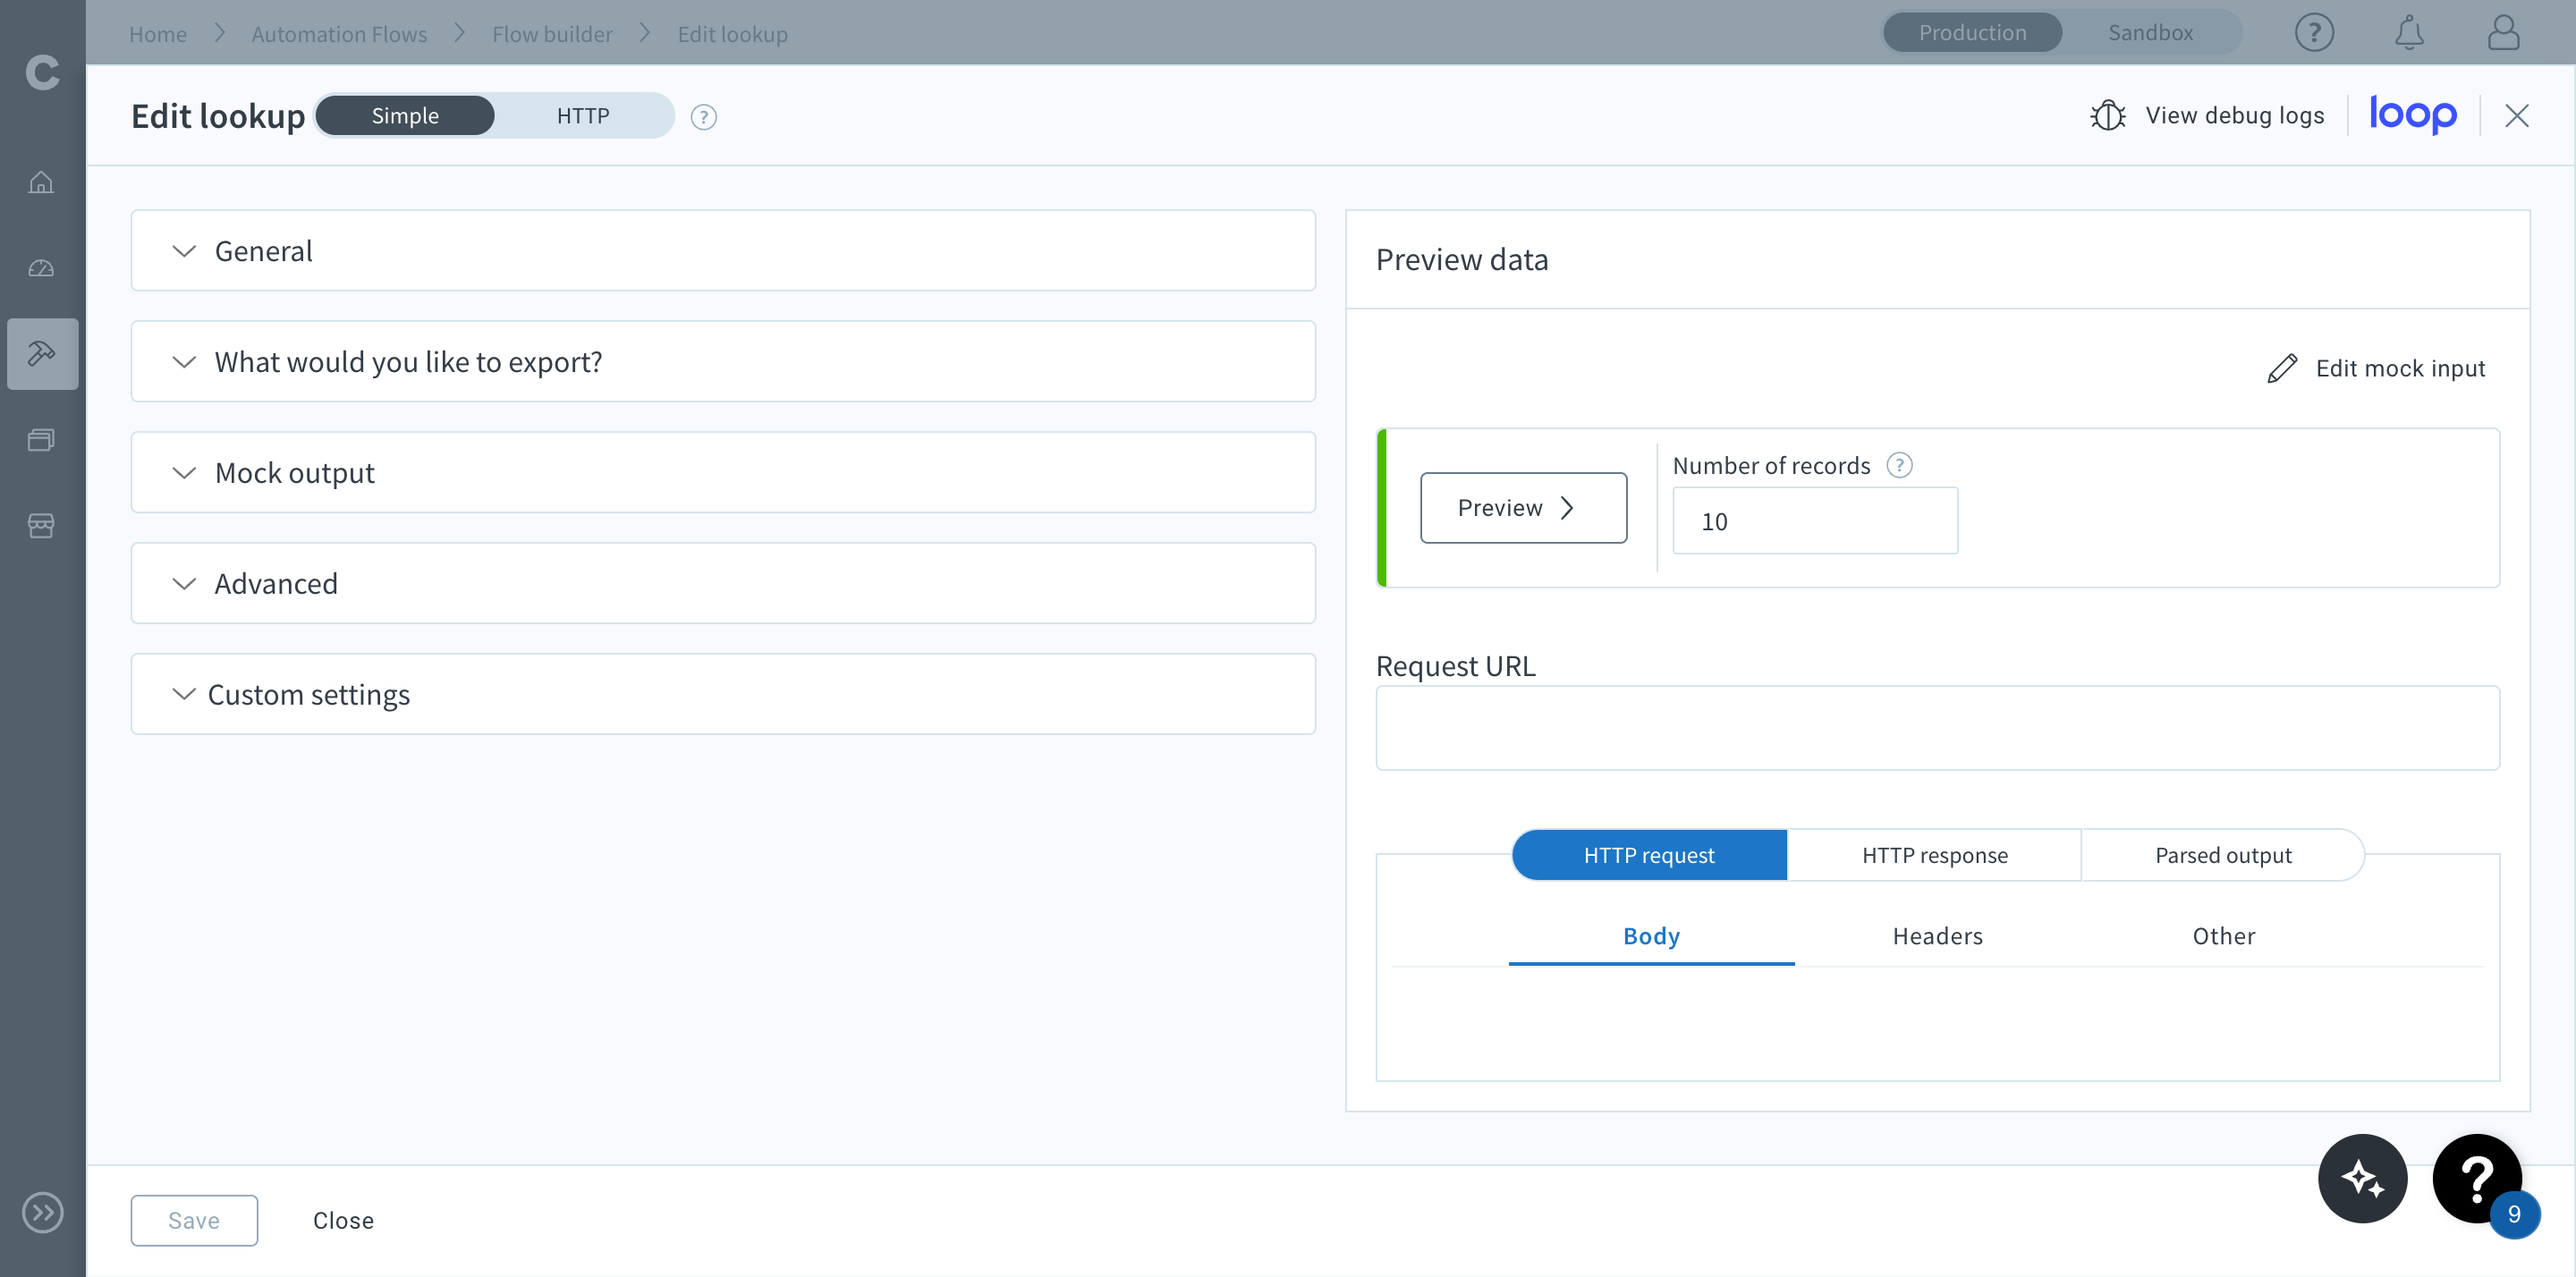 Home Automation Flows Flow builder Edit lookup Production Sandbox ?
C
Edit lookup Simple HTTP ? View debug logs loop
General
What would you like to export?
Mock output
Advanced
Custom settings
Preview data
Edit mock input
Preview
Number of records ?
10
Request URL
HTTP request HTTP response Parsed output
Body Headers Other
Save Close
?
9